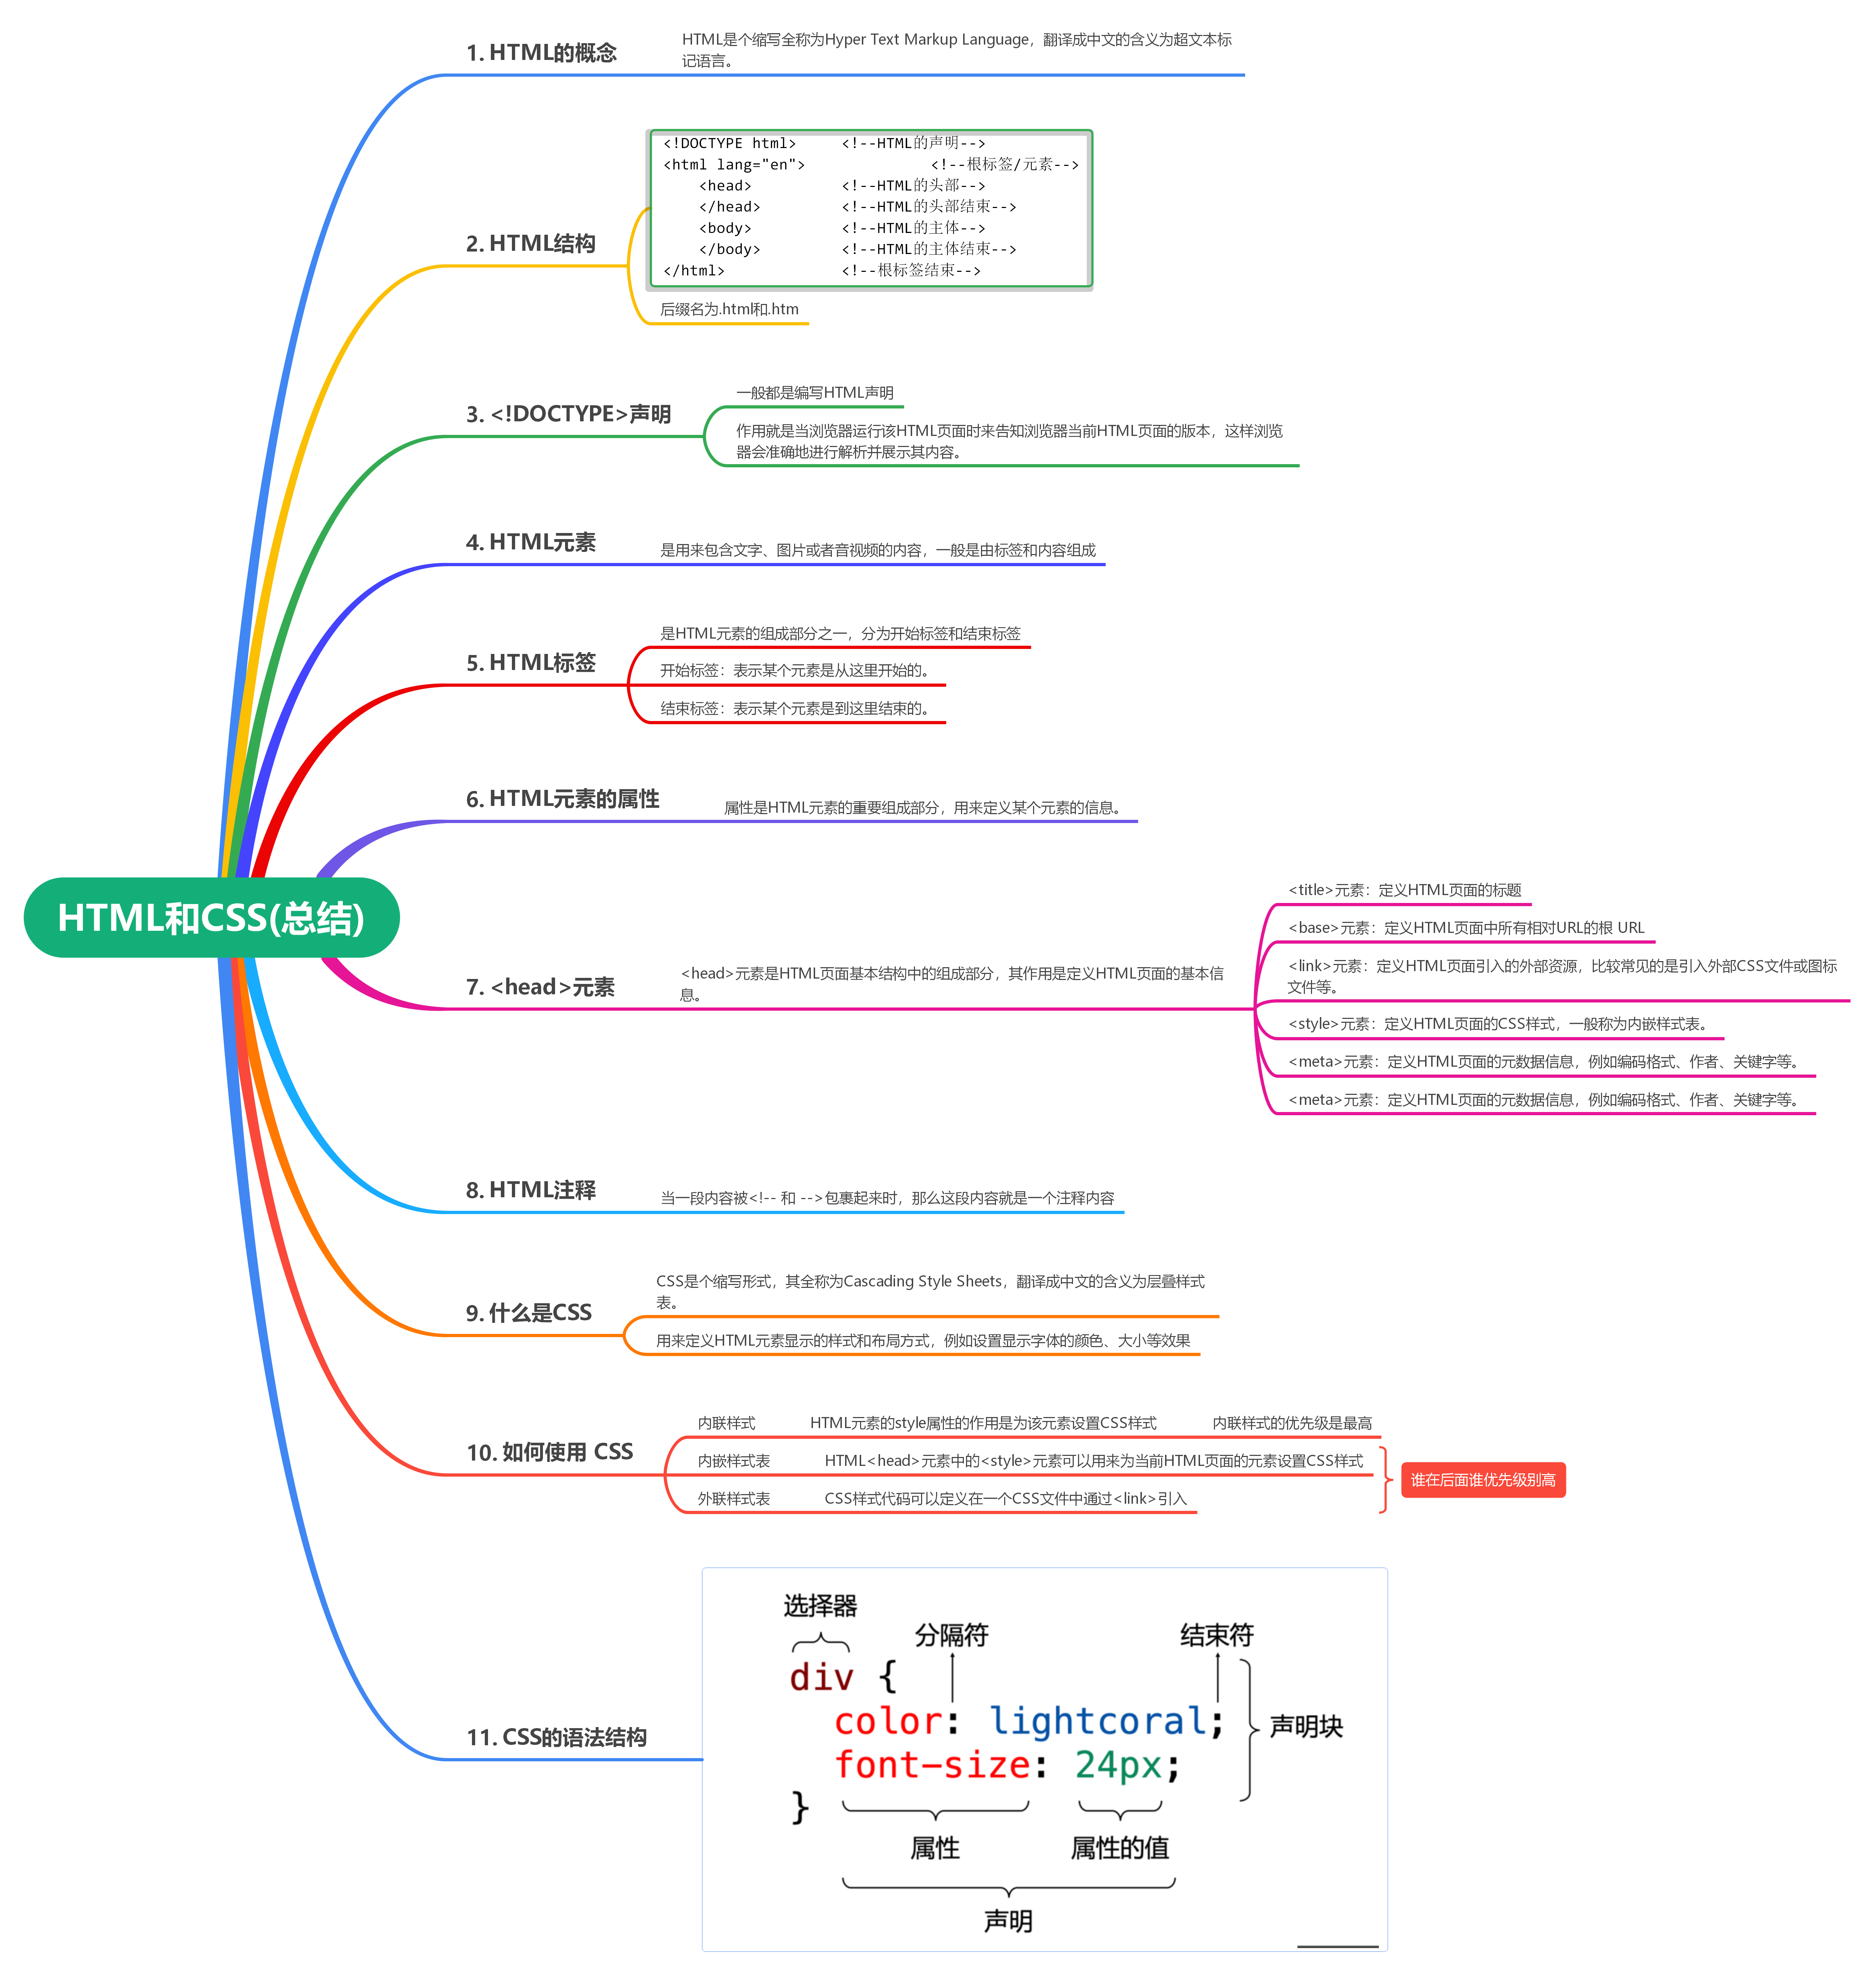 1. HTML的概念
HTML是个缩写全称为Hyper Text Markup Language，翻译成中文的含义为超文本标
记语言。
2. HTML结构
<!DOCTYPE html> <!--HTML的声明-->
<html lang="en"> <!--根标签/元素-->
<head> <!--HTML的头部-->
</head> <!--HTML的头部结束-->
<body> <!--HTML的主体-->
</body> <!--HTML的主体结束-->
</html> <!--根标签结束-->
后缀名为.html和.htm
3. <!DOCTYPE>声明
一般都是编写HTML声明
作用就是当浏览器运行该HTML页面时来告知浏览器当前HTML页面的版本，这样浏览
器会准确地进行解析并展示其内容。
4. HTML元素
是用来包含文字、图片或者音视频的内容，一般是由标签和内容组成
5. HTML标签
是HTML元素的组成部分之一，分为开始标签和结束标签
开始标签：表示某个元素是从这里开始的。
结束标签：表示某个元素是到这里结束的。
6. HTML元素的属性
属性是HTML元素的重要组成部分，用来定义某个元素的信息。
HTML和CSS(总结)
7. <head>元素
<head>元素是HTML页面基本结构中的组成部分，其作用是定义HTML页面的基本信
息。
<title>元素：定义HTML页面的标题
<base>元素：定义HTML页面中所有相对URL的根 URL
<link>元素：定义HTML页面引入的外部资源，比较常见的是引入外部CSS文件或图标
文件等。
<style>元素：定义HTML页面的CSS样式，一般称为内嵌样式表。
<meta>元素：定义HTML页面的元数据信息，例如编码格式、作者、关键字等。
<meta>元素：定义HTML页面的元数据信息，例如编码格式、作者、关键字等。
8. HTML注释
当一段内容被<!-- 和 -->包裹起来时，那么这段内容就是一个注释内容
9. 什么是CSS
CSS是个缩写形式，其全称为Cascading Style Sheets，翻译成中文的含义为层叠样式
表。
用来定义HTML元素显示的样式和布局方式，例如设置显示字体的颜色、大小等效果
10. 如何使用 CSS
内联样式 HTML元素的style属性的作用是为该元素设置CSS样式 内联样式的优先级是最高
内嵌样式表 HTML<head>元素中的<style>元素可以用来为当前HTML页面的元素设置CSS样式
外联样式表 CSS样式代码可以定义在一个CSS文件中通过<link>引入
谁在后面谁优先级别高
11. CSS的语法结构
选择器
分隔符 结束符
div {
color: lightcoral;
声明块
font-size: 24px;
}
属性 属性的值
声明